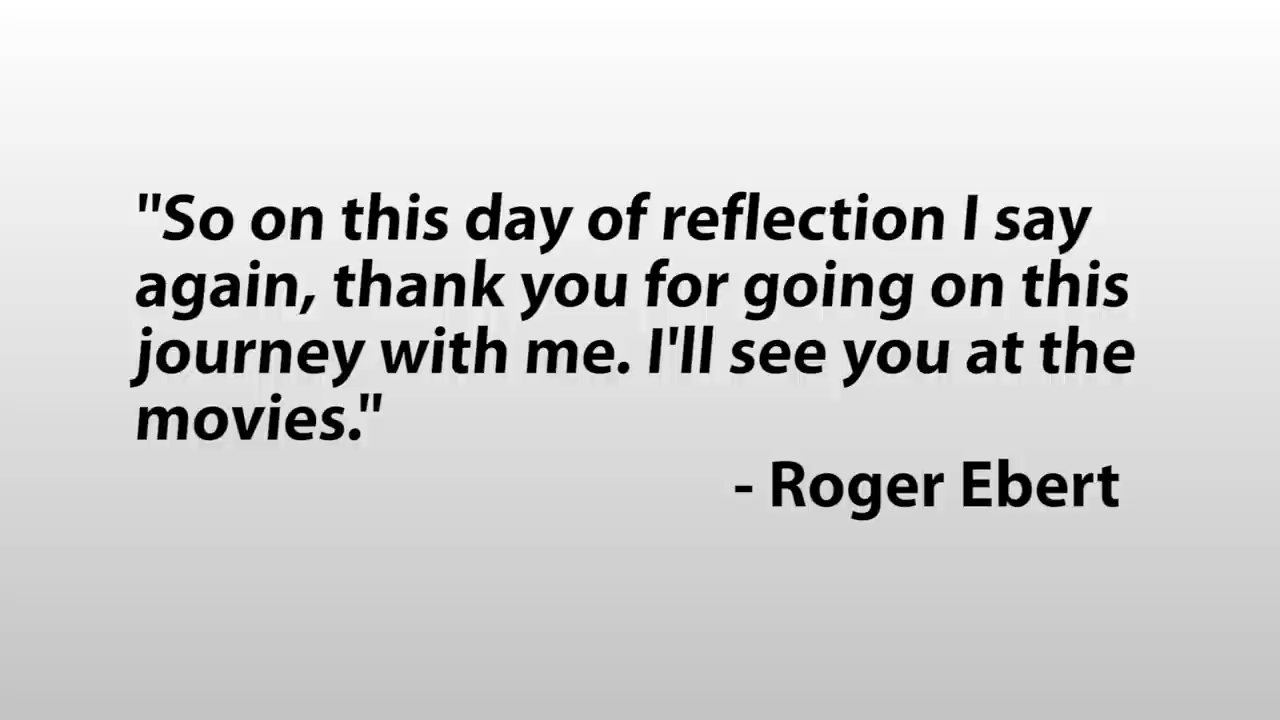 "So on this day of reflection I say
again, thank you for going on this
journey with me. I'll see you at the
movies."
- Roger Ebert